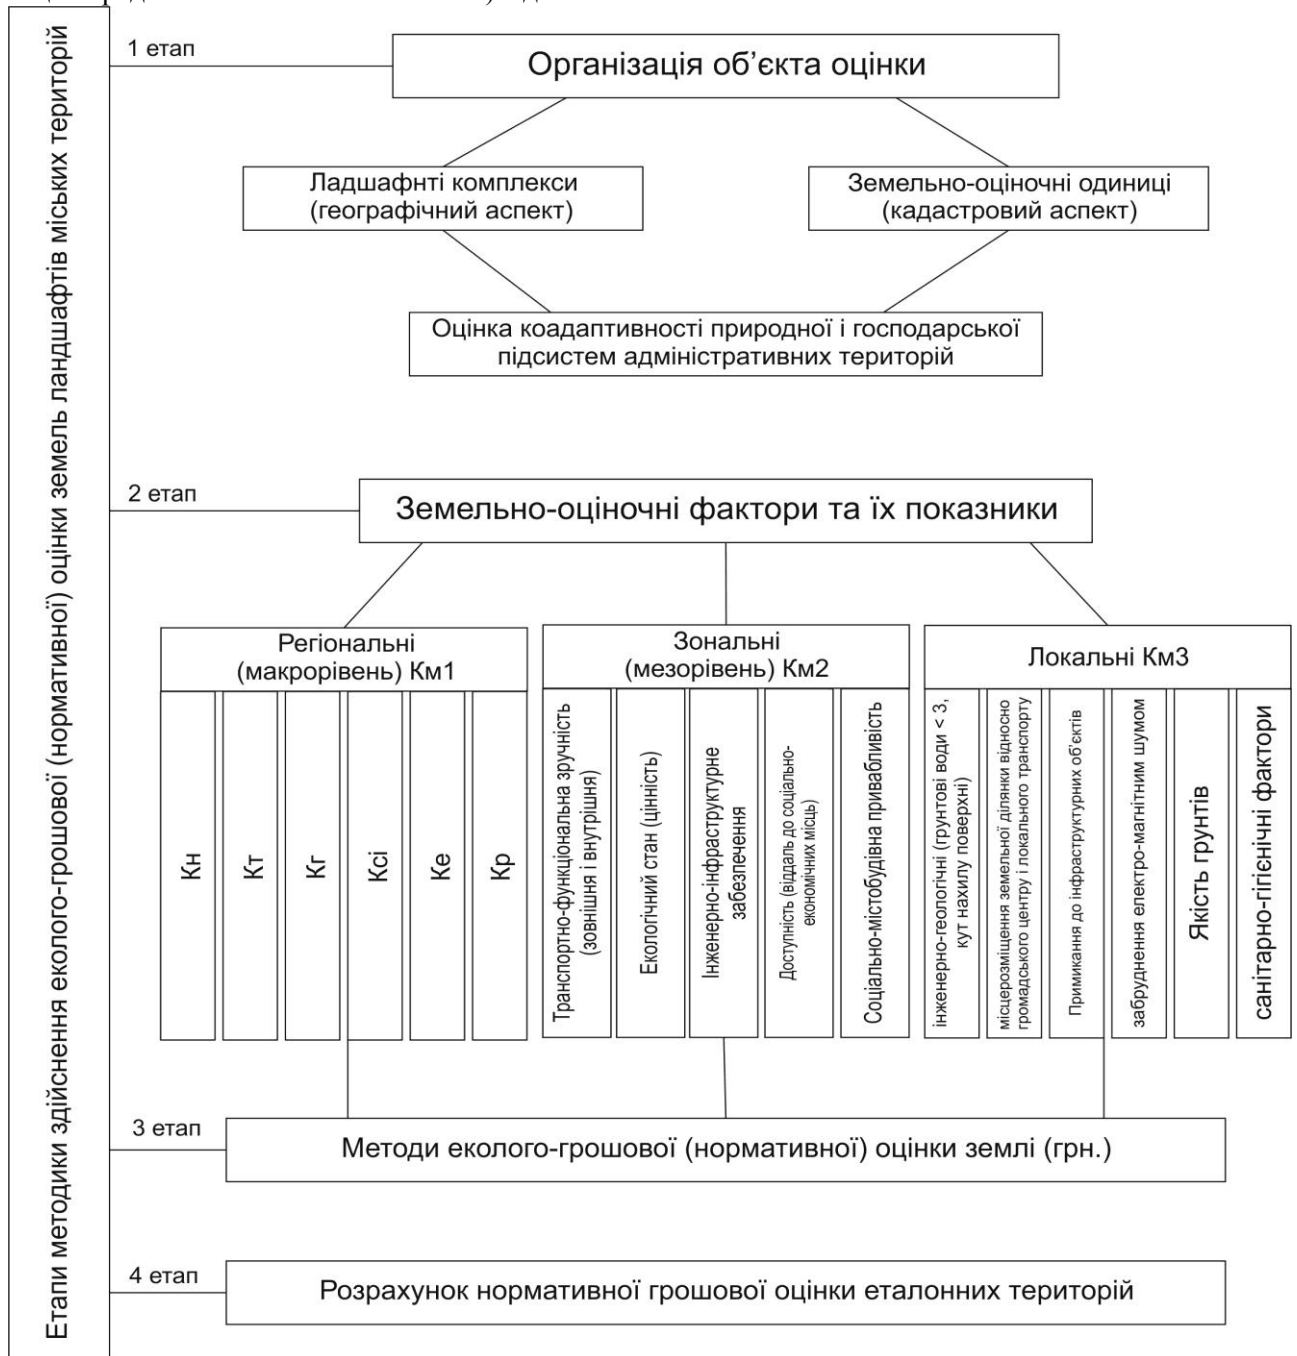 Етапи методики здійснення еколого-грошової (нормативної) оцінки земель ландшафтів міських територій
1 етап
Організація об’єкта оцінки
Ладшафнті комплекси
(географічний аспект)
Земельно-оціночні одиниці
(кадастровий аспект)
Оцінка коадаптивності природної і господарської
підсистем адміністративних територій
2 етап
Земельно-оціночні фактори та їх показники
Регіональні
(макрорівень) Км1
Кн
Кт
Кг
Ксі
Ке
Кр
Зональні
(мезорівень) Км2
Транспортно-функціональна зручність
(зовнішня і внутрішня)
Екологічний стан (цінність)
Інженерно-інфраструктурне
забезпечення
Доступність (віддаль до соціально-
економічних місць)
Соціально-містобудівна привабливість
Локальні Км3
інженерно-геологічні (грунтові води < 3,
кут нахилу поверхні)
місцерозміщення земельної ділянки відносно
громадського центру і локального транспорту
Примикання до інфраструктурних об’єктів
забруднення електро-магнітним шумом
Якість грунтів
санітарно-гігієнічні фактори
3 етап
Методи еколого-грошової (нормативної) оцінки землі (грн.)
4 етап
Розрахунок нормативної грошової оцінки еталонних територій